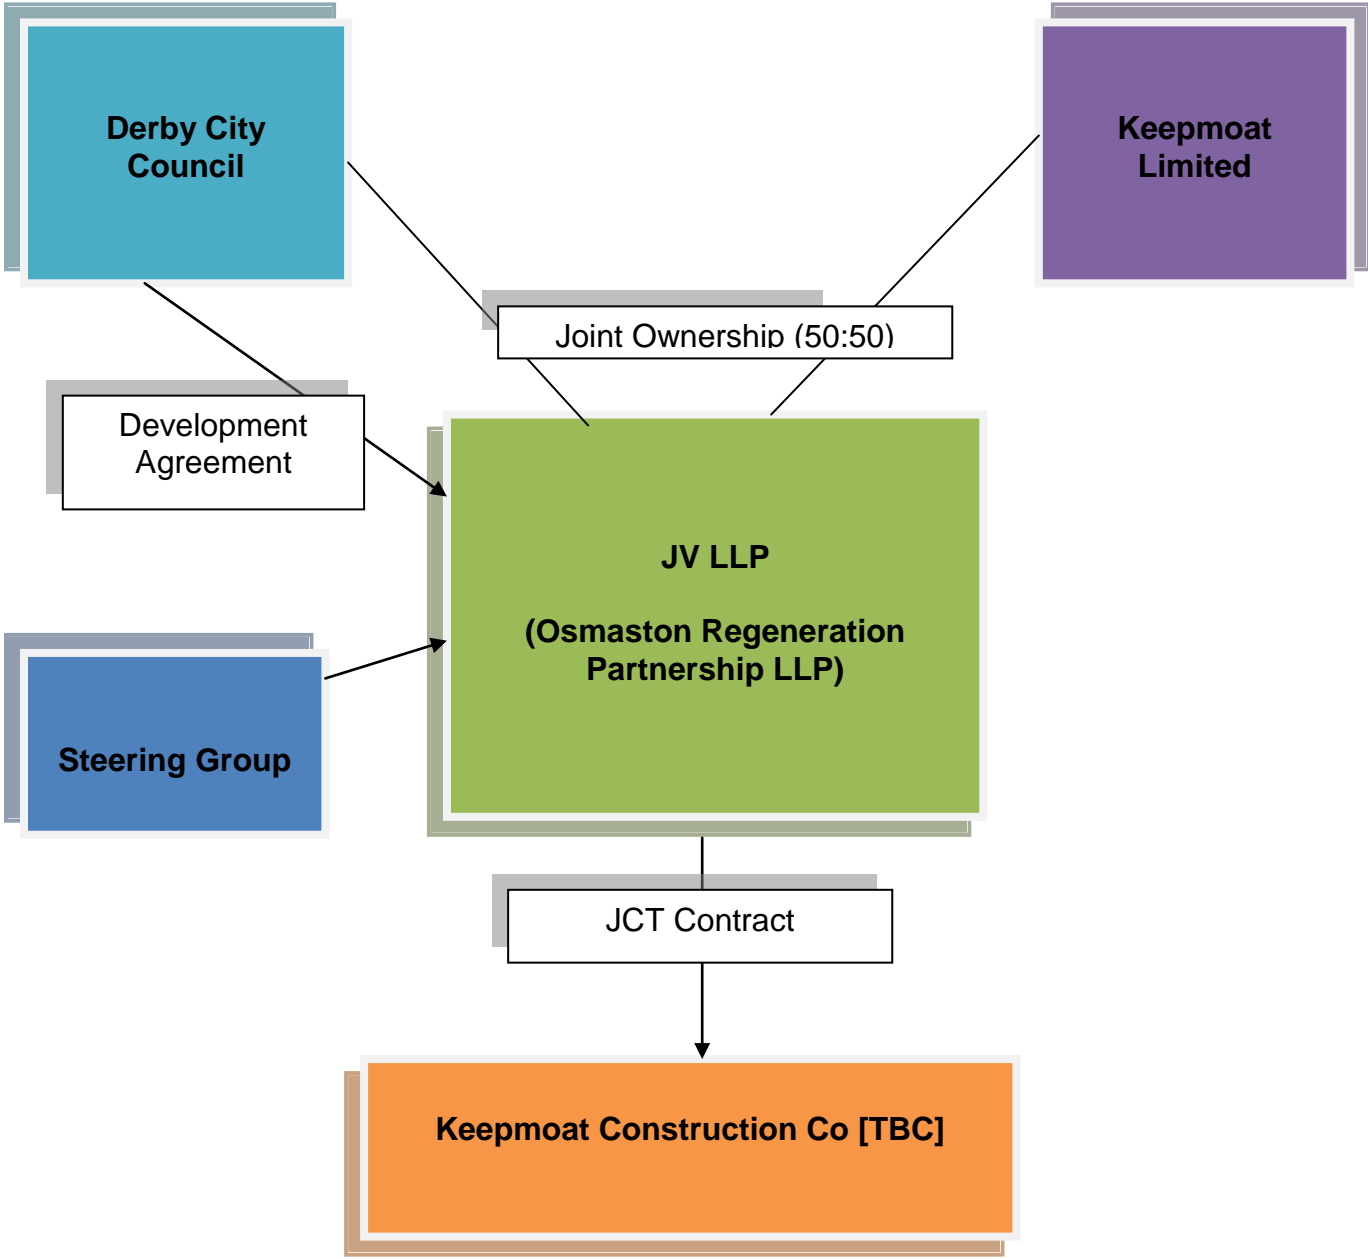 Derby City
Council
Keepmoat
Limited
Joint Ownership (50:50)
Development
Agreement
JV LLP
(Osmaston Regeneration
Partnership LLP)
Steering Group
JCT Contract
Keepmoat Construction Co [TBC]